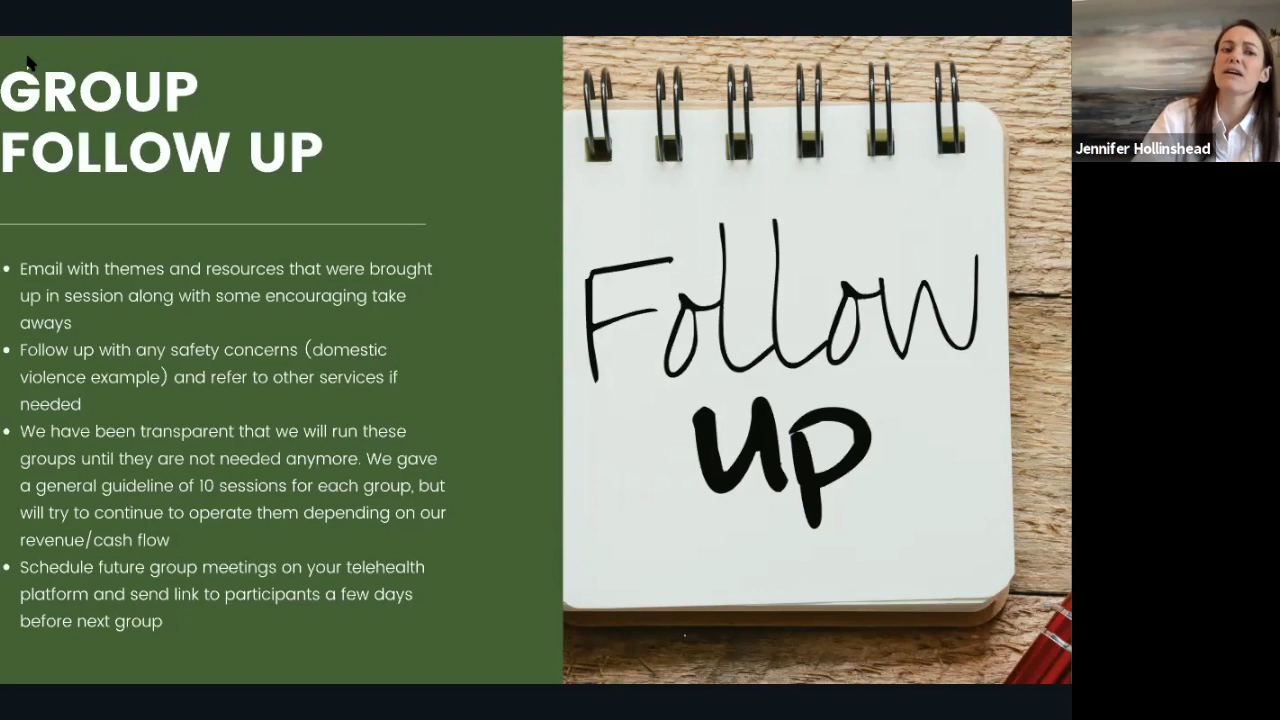 GROUP
FOLLOW UP
Email with themes and resources that were brought
up in session along with some encouraging take
aways
Follow up with any safety concerns (domestic
violence example) and refer to other services if
needed
We have been transparent that we will run these
groups until they are not needed anymore. We gave
a general guideline of 10 sessions for each group, but
will try to continue to operate them depending on our
revenue/cash flow
Schedule future group meetings on your telehealth
platform and send link to participants a few days
before next group
Follow
up
Jennifer Hollinshead